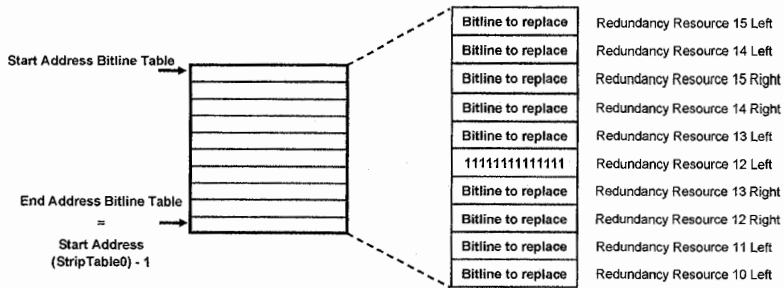 Start Address Bitline Table
End Address Bitline Table
=
Start Address
(StripTable0) - 1
Bitline to replace Redundancy Resource 15 Left
Bitline to replace Redundancy Resource 14 Left
Bitline to replace Redundancy Resource 15 Right
Bitline to replace Redundancy Resource 14 Right
Bitline to replace Redundancy Resource 13 Left
11111111111111 Redundancy Resource 12 Left
Bitline to replace Redundancy Resource 13 Right
Bitline to replace Redundancy Resource 12 Right
Bitline to replace Redundancy Resource 11 Left
Bitline to replace Redundancy Resource 10 Left